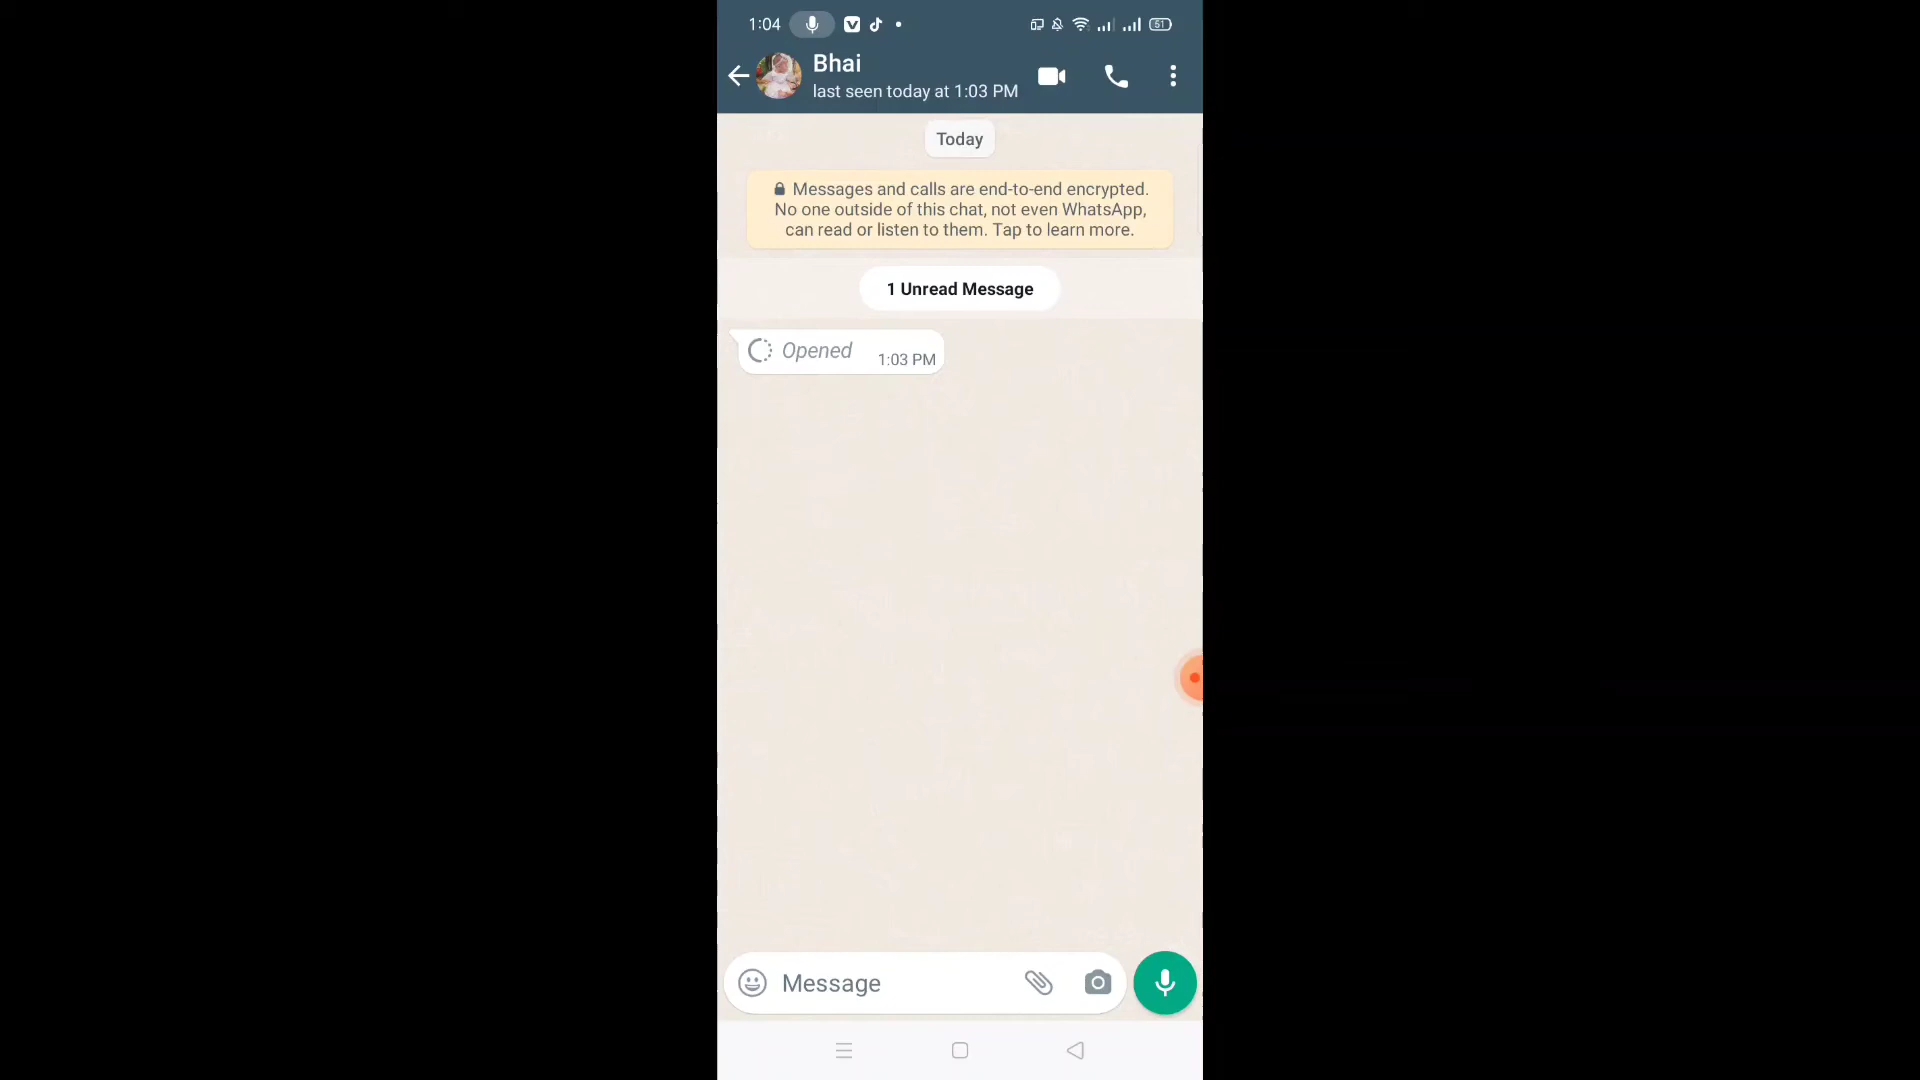 1:04
51
Bhai
last seen today at 1:03 PM
Today
Messages and calls are end-to-end encrypted.
No one outside of this chat, not even WhatsApp,
can read or listen to them. Tap to learn more.
1 Unread Message
Opened 1:03 PM
Message